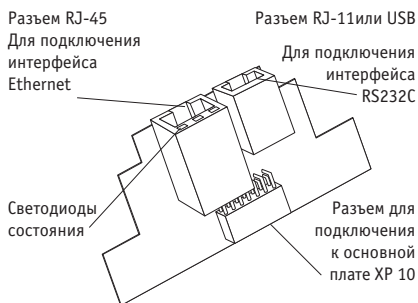 Разъем RJ-45
Для подключения
интерфейса
Ethernet
Разъем RJ-11или USB
Для подключения
интерфейса
RS232C
Светодиоды
состояния
Разъем для
подключения
к основной
плате XP 10